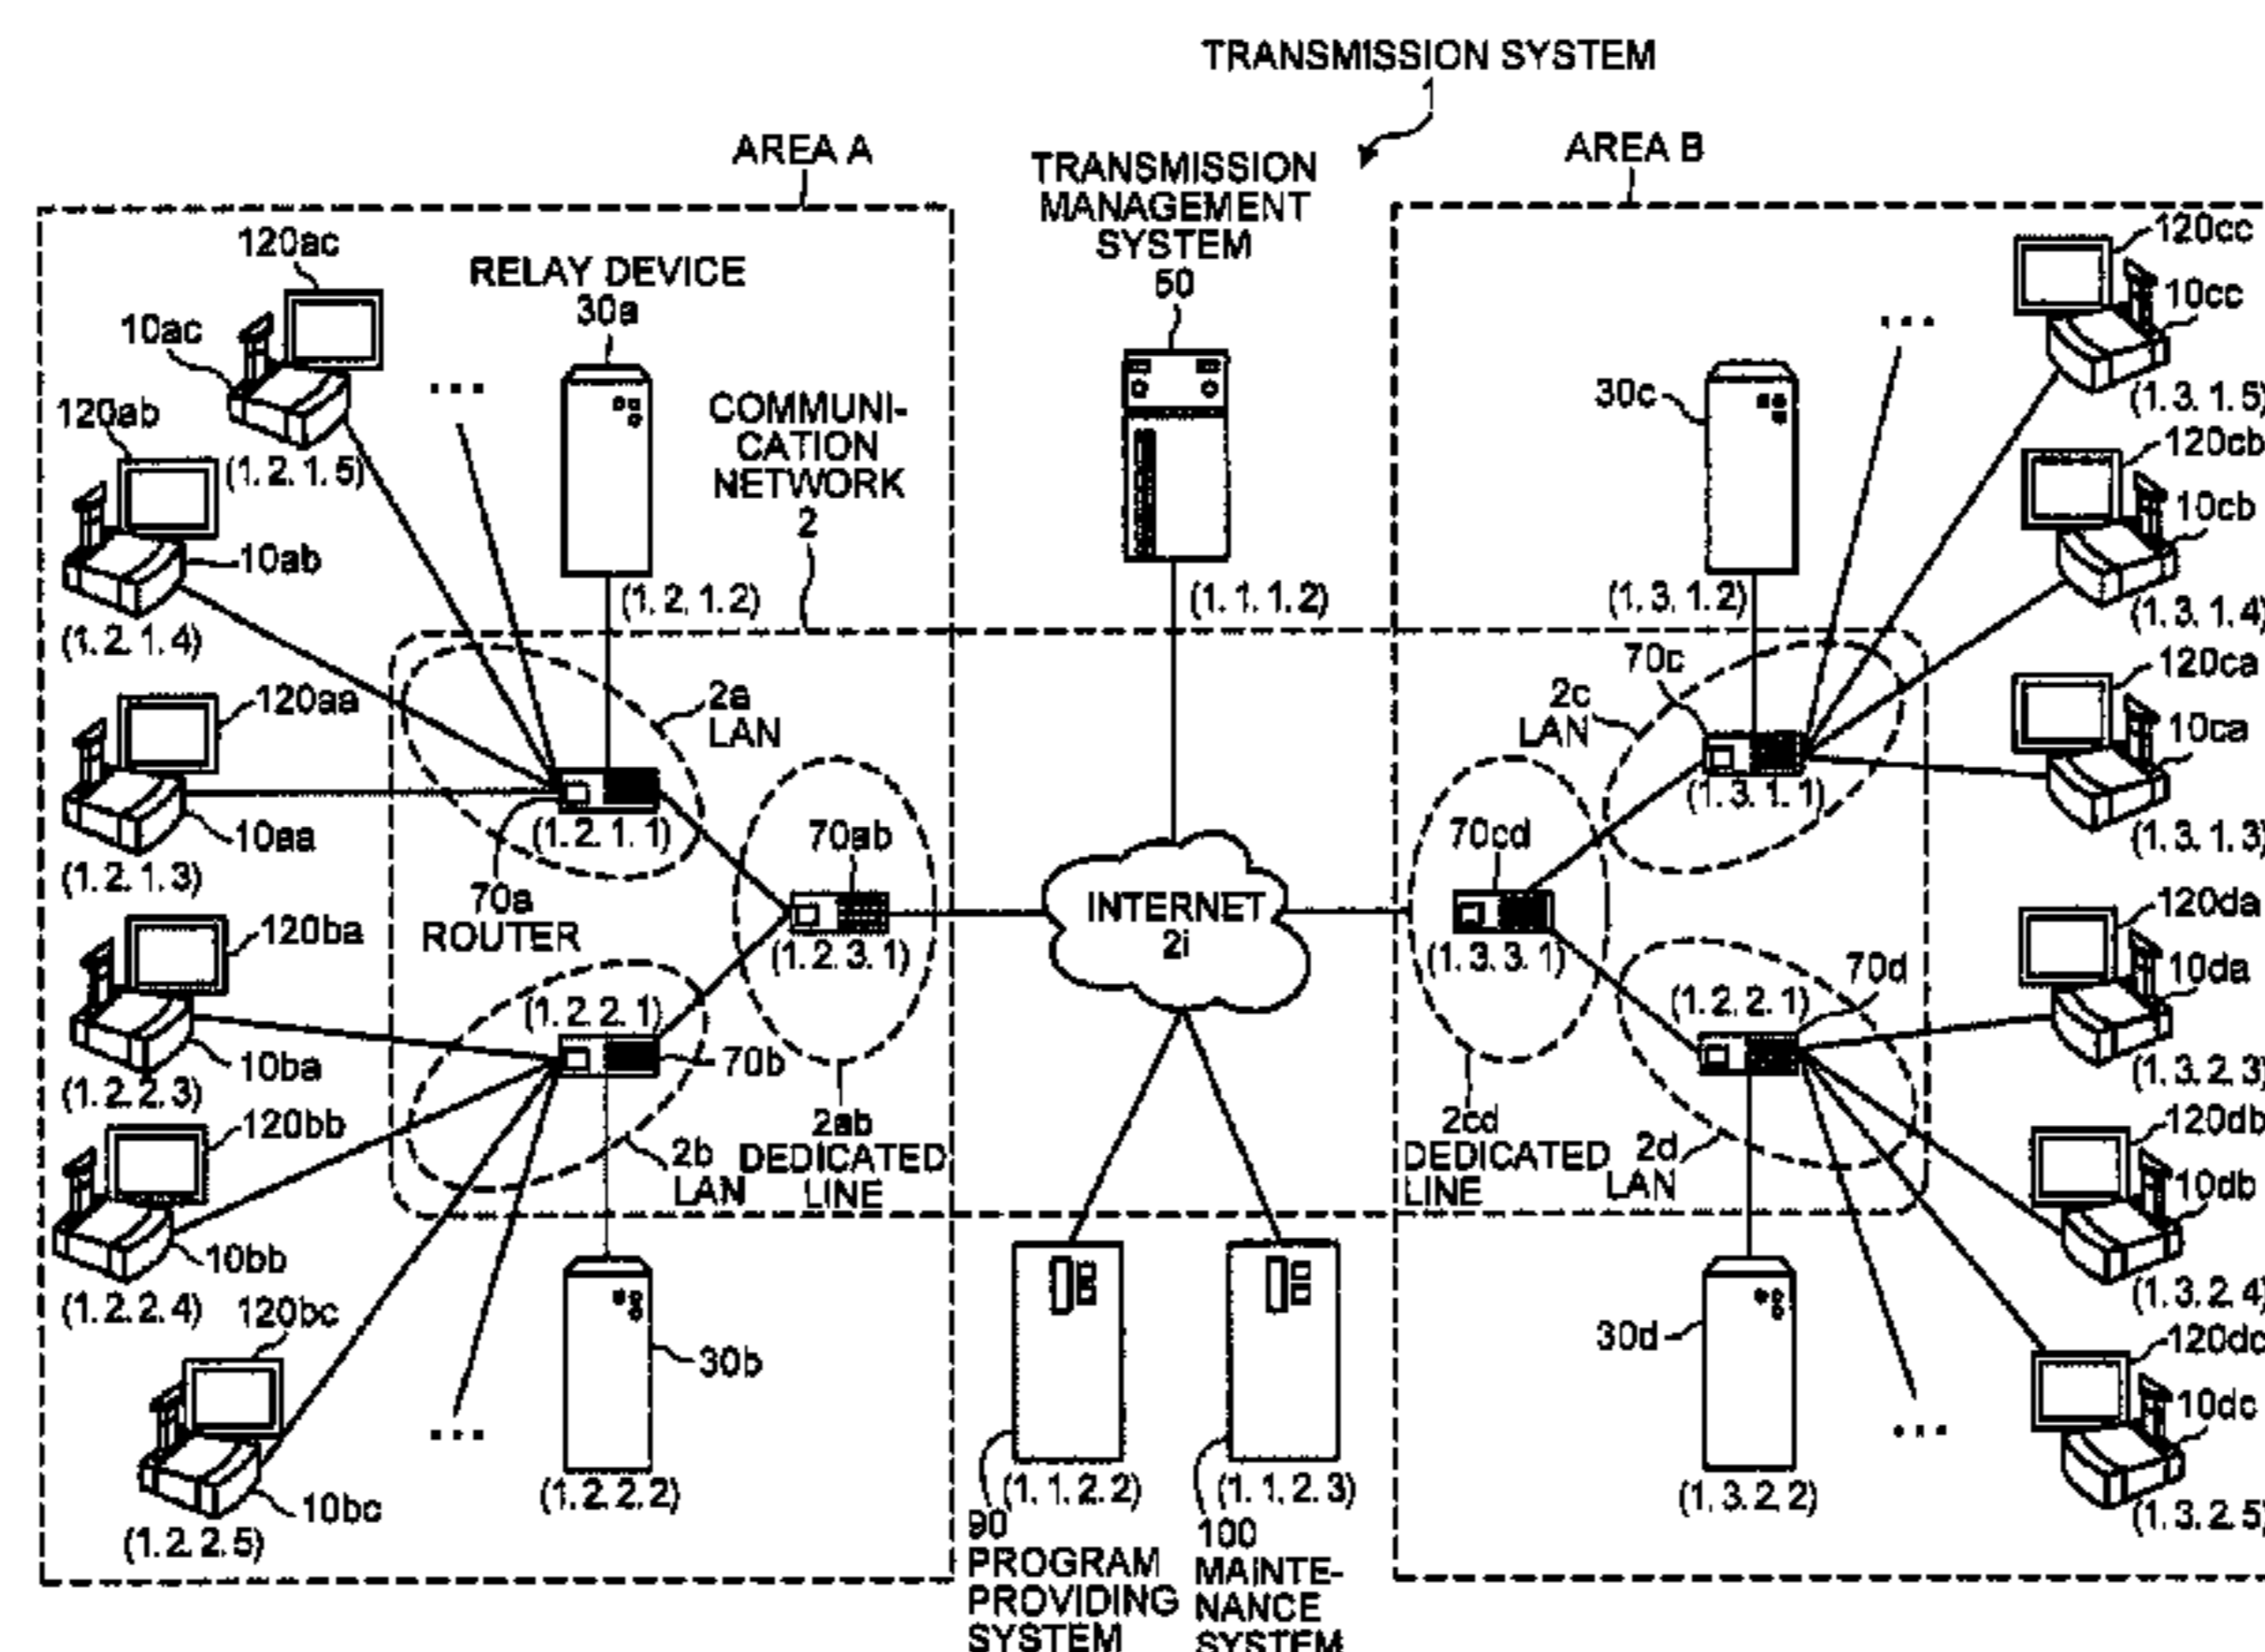 TRANSMISSION SYSTEM
1
AREA A
TRANSMISSION
MANAGEMENT
SYSTEM
50
AREA B
120ac
RELAY DEVICE
30a
10ac
120ab
(1. 2. 1. 5)
COMMUNI-
CATION
NETWORK
2
10ab
(1. 2. 1. 2)
(1. 1. 1. 2)
(1. 2. 1. 4)
120aa
2a
LAN
10aa
(1. 2. 1. 1)
(1. 2. 1. 3)
70a
ROUTER
70ab
(1. 2. 3. 1)
INTERNET
2i
120ba
(1. 2. 2. 1)
70b
10ba
(1. 2. 2. 3)
120bb
2b
LAN
2ab
DEDICATED
LINE
10bb
(1. 2. 2. 4)
120bc
30b
10bc
(1. 2. 2. 5)
(1. 2. 2. 2)
(1. 1. 2. 2)
90
PROGRAM
PROVIDING
SYSTEM
(1. 1. 2. 3)
100
MAINTE-
NANCE
SYSTEM
120cc
10cc
30c
(1. 3. 1. 5)
120cb
10cb
(1. 3. 1. 2)
(1. 3. 1. 4)
70c
2c
LAN
120ca
10ca
(1. 3. 1. 1)
(1. 3. 1. 3)
70cd
(1. 3. 3. 1)
120da
70d
10da
(1. 2. 2. 1)
(1. 3. 2. 3)
2cd
DEDICATED
LINE
2d
LAN
120db
10db
(1. 3. 2. 4)
30d
120dc
10dc
(1. 3. 2. 2)
(1. 3. 2. 5)